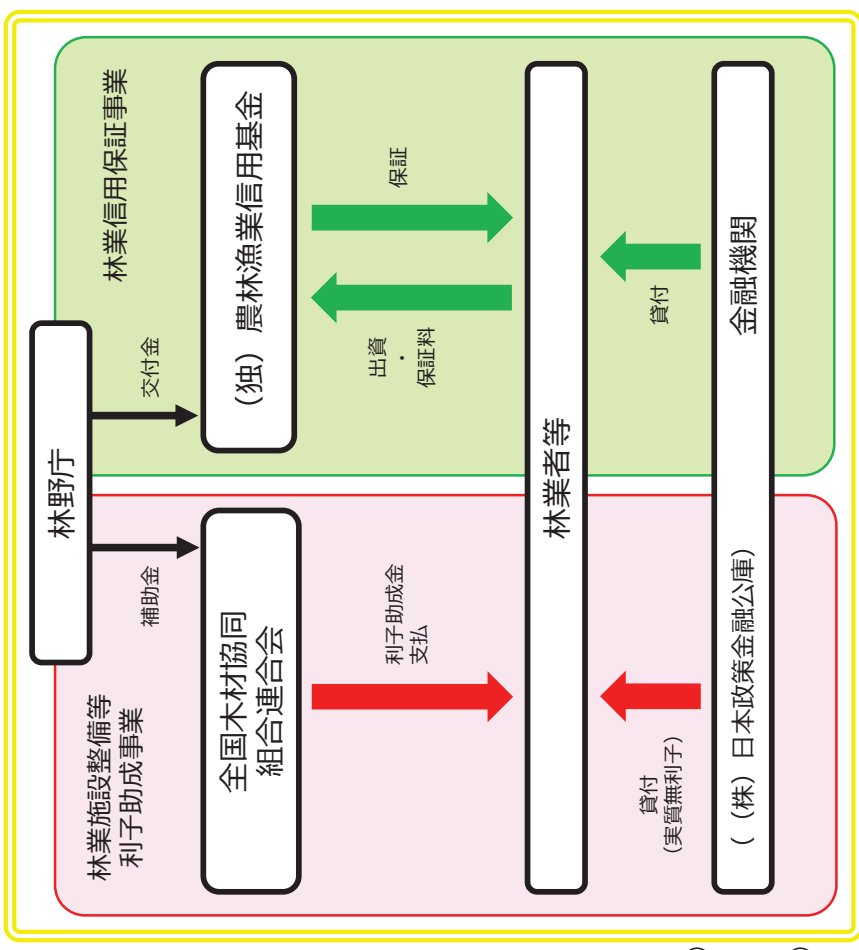 林野庁
林業施設整備等
利子助成事業
補助金
全国木材協同
組合連合会
利子助成金
支払
貸付
（実質無利子）
林業信用保証事業
交付金
（独）農林漁業信用基金
出資
・
保証料
保証
貸付
林業者等
（（株）日本政策金融公庫）
金融機関
）
）